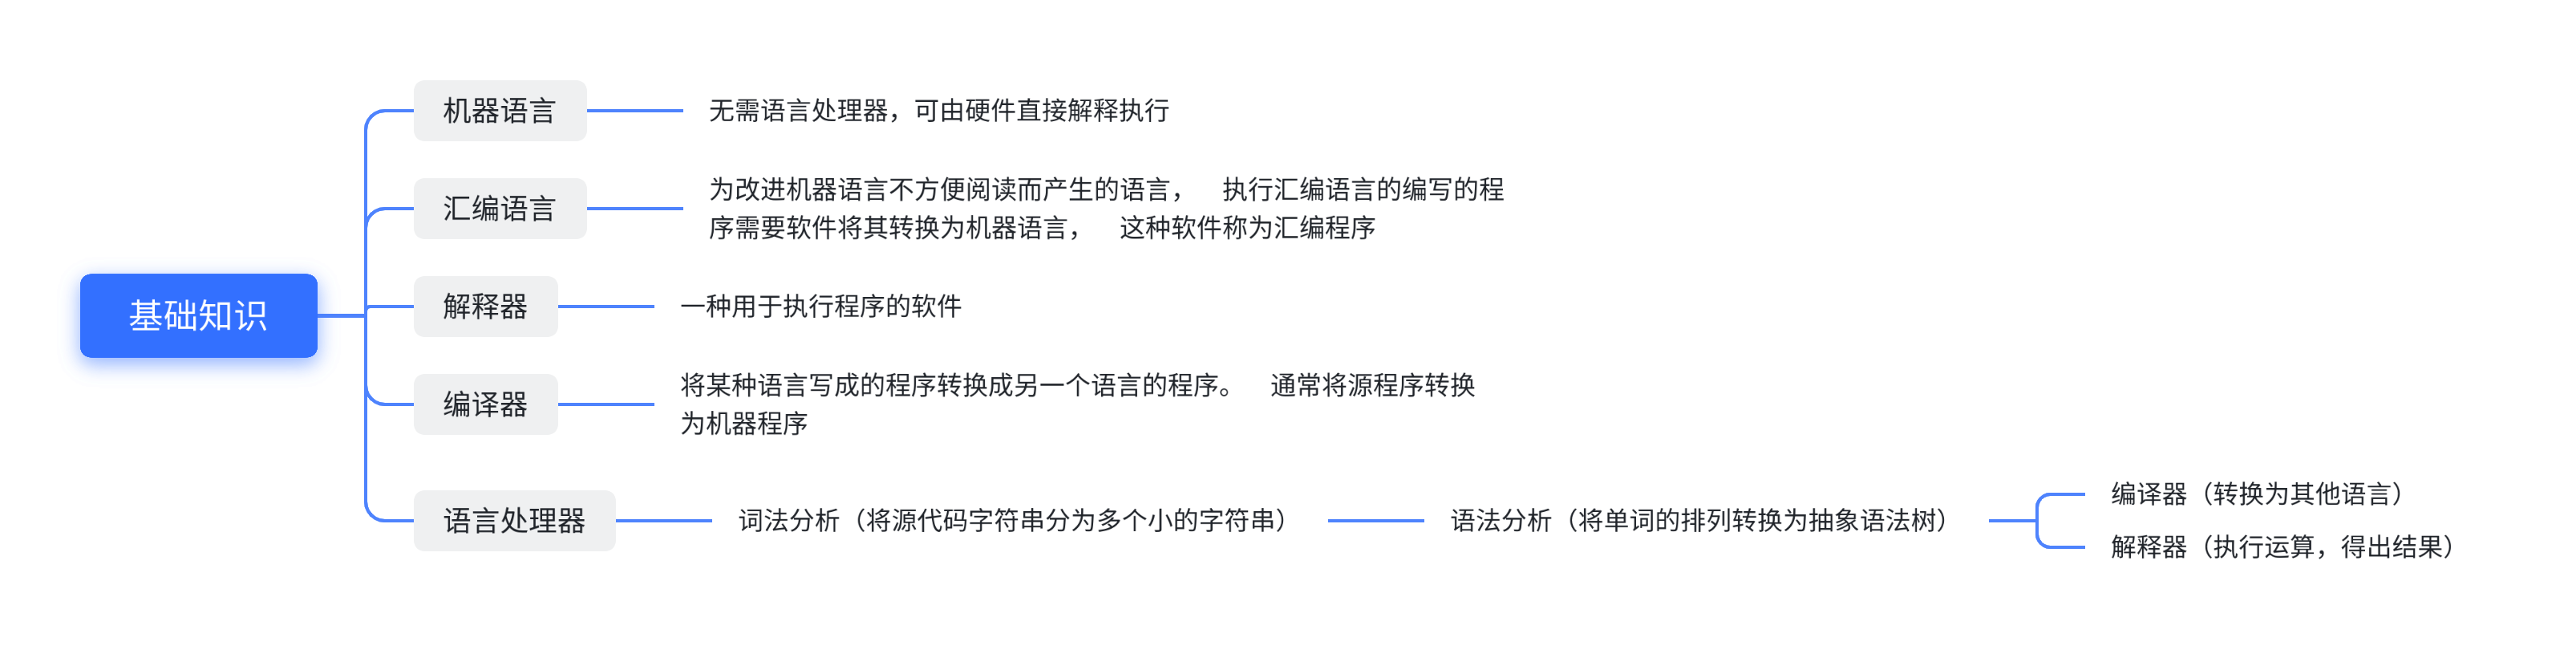 基础知识
机器语言
无需语言处理器，可由硬件直接解释执行
汇编语言
为改进机器语言不方便阅读而产生的语言， 执行汇编语言的编写的程
序需要软件将其转换为机器语言， 这种软件称为汇编程序
解释器
一种用于执行程序的软件
编译器
将某种语言写成的程序转换成另一个语言的程序。 通常将源程序转换
为机器程序
语言处理器
词法分析（将源代码字符串分为多个小的字符串）
语法分析（将单词的排列转换为抽象语法树）
编译器（转换为其他语言）
解释器（执行运算，得出结果）